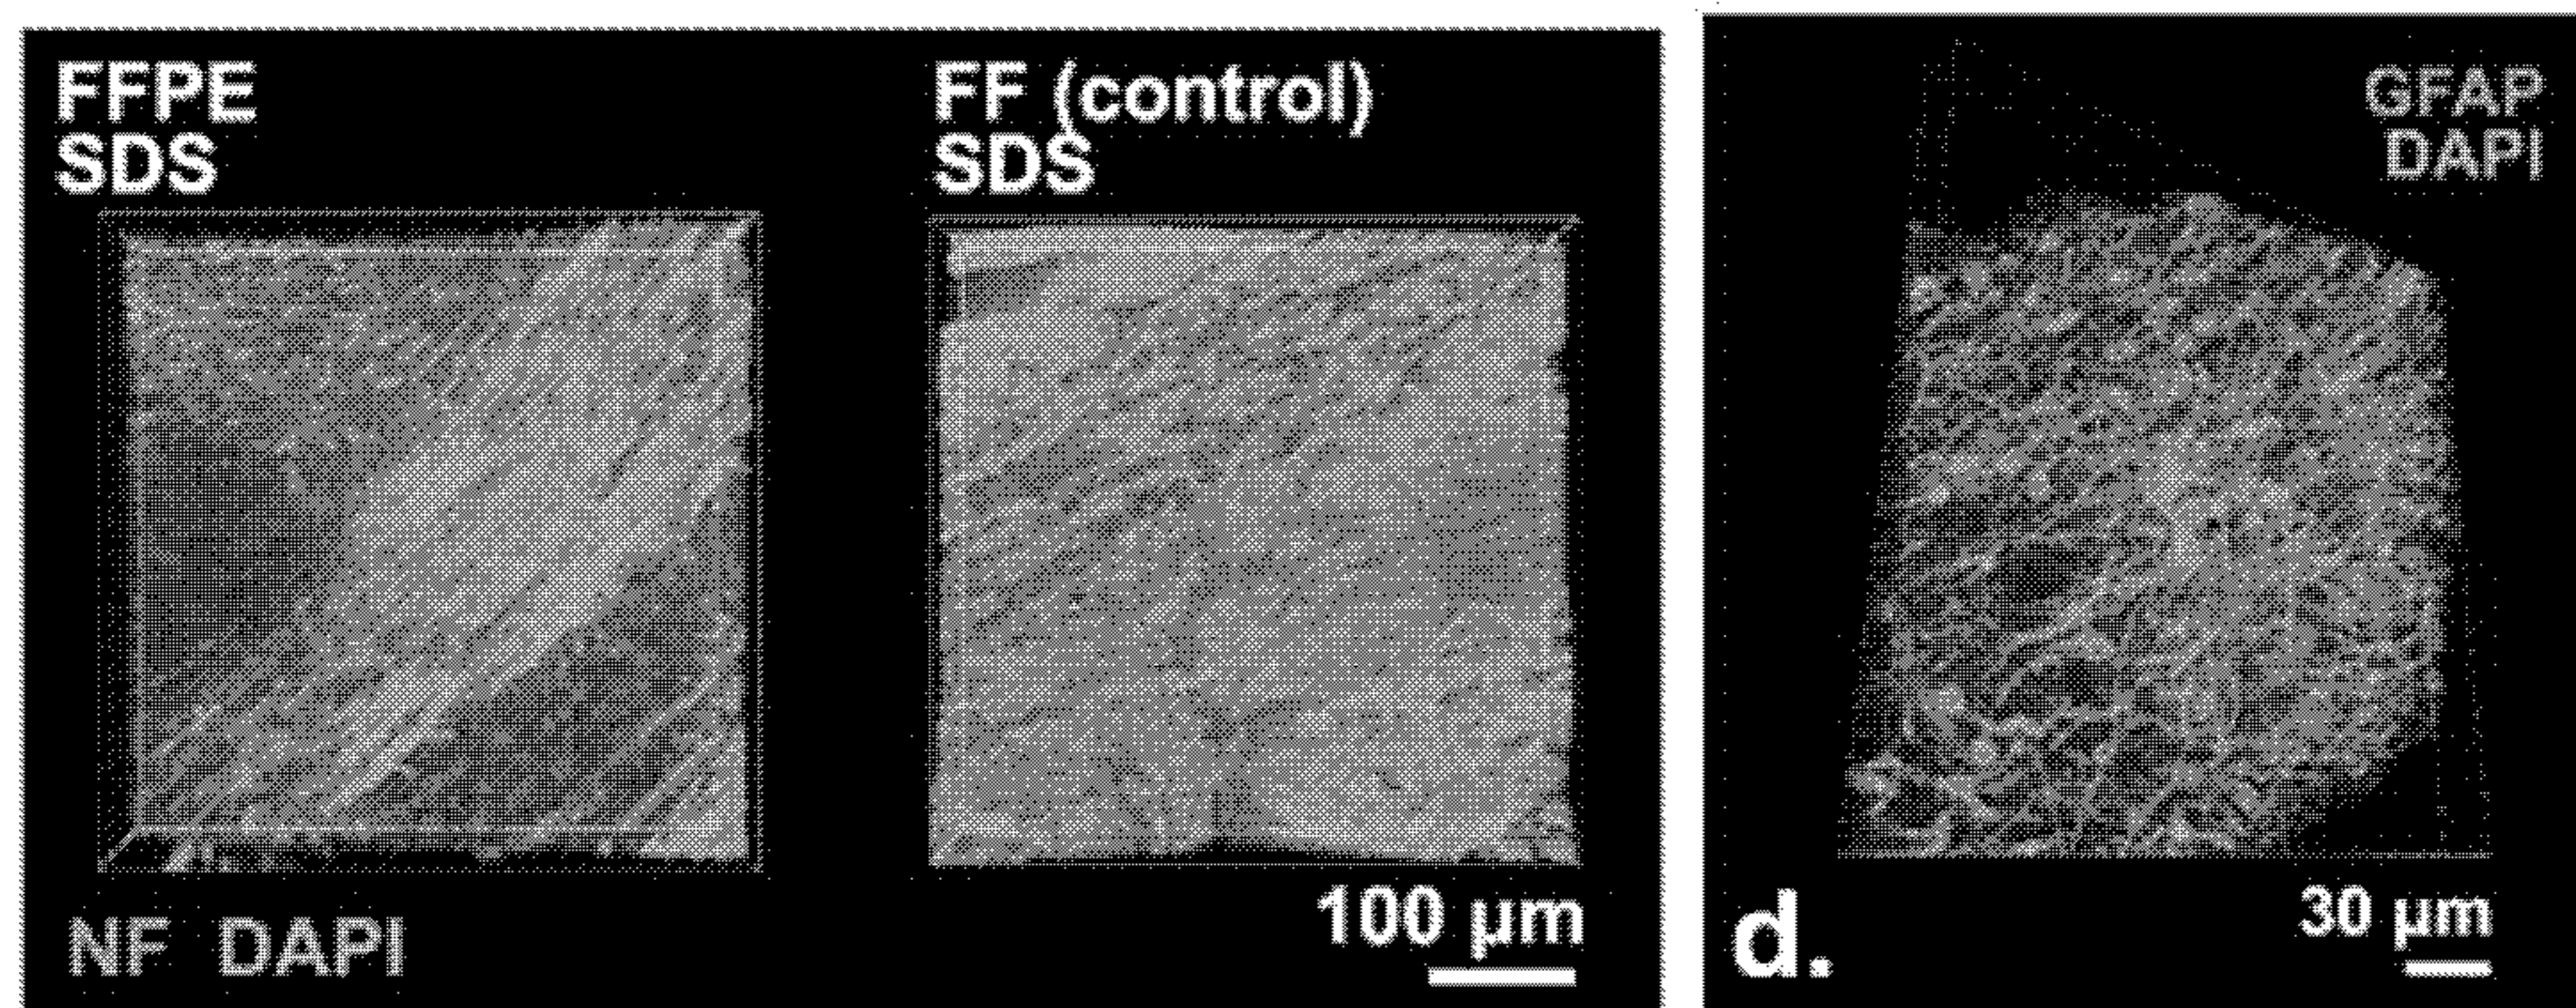 FFPE
SDS
FF (control)
SDS
NF DAPI
100 µm
GFAP
DAPI
d.
30 µm